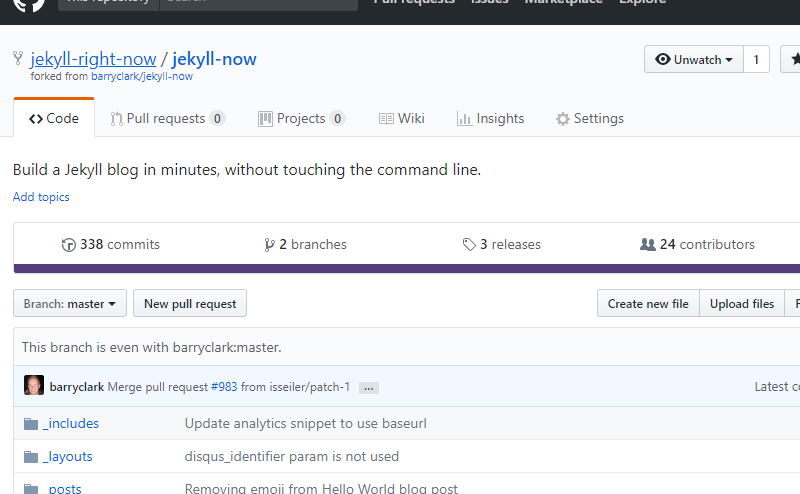 This repository Search Pull requests Issues Marketplace Explore
jekyll-right-now / jekyll-now
Unwatch 1
forked from barryclark/jekyll-now
Code Pull requests 0 Projects 0 Wiki Insights Settings
Build a Jekyll blog in minutes, without touching the command line.
Add topics
338 commits 2 branches 3 releases 24 contributors
Branch: master New pull request Create new file Upload files F
This branch is even with barryclark:master.
barryclark Merge pull request #983 from isseiler/patch-1 ... Latest co
_includes Update analytics snippet to use baseurl
_layouts disqus_identifier param is not used
_posts Removing emoji from Hello World blog post